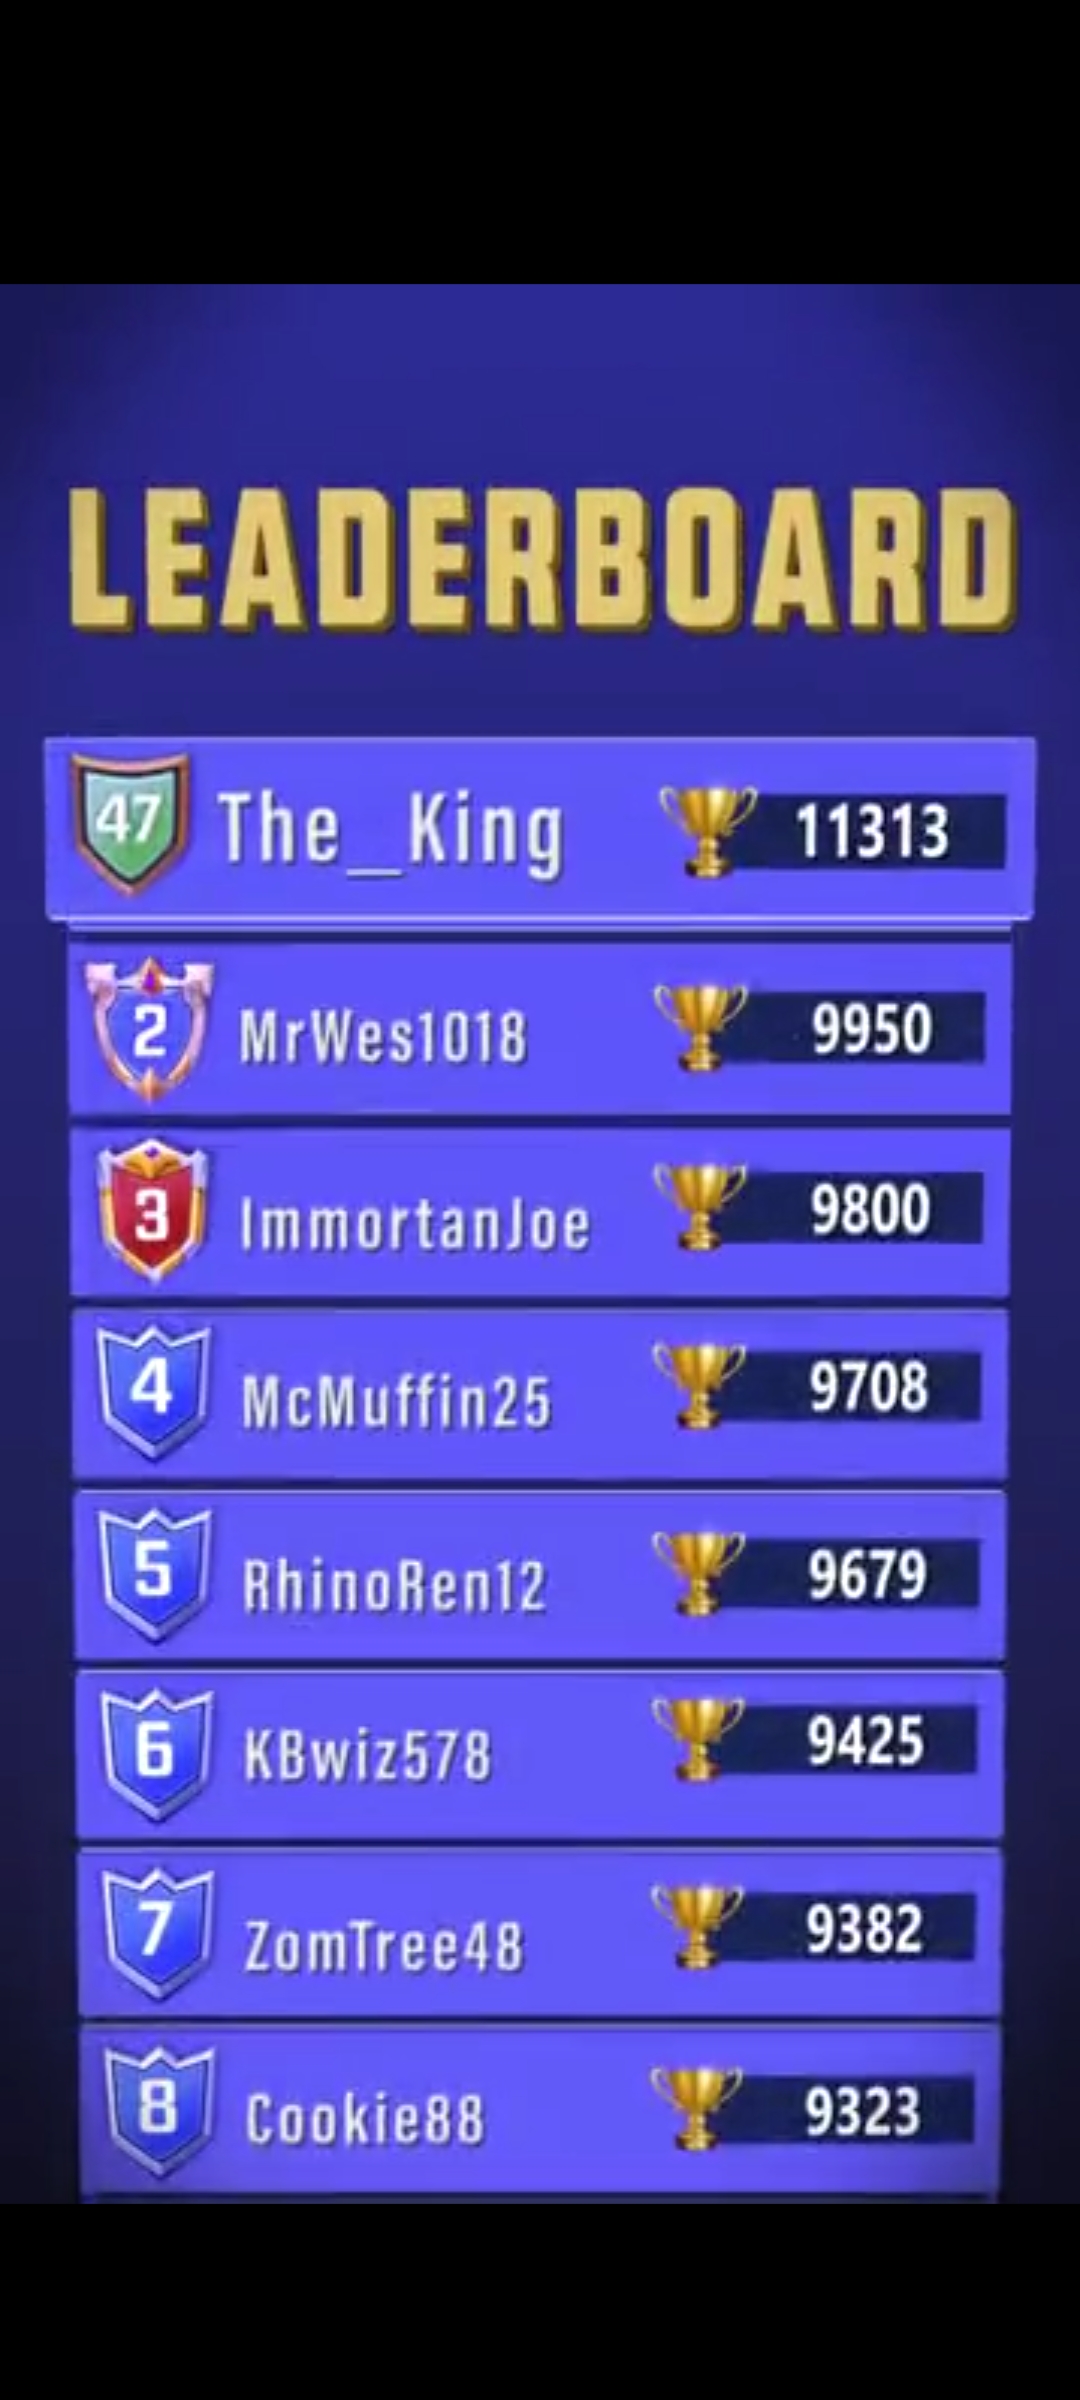 LEADERBOARD
47 The_King 11313
2 MrWes1018 9950
3 ImmortanJoe 9800
4 McMuffin25 9708
5 RhinoRen12 9679
6 KBwiz578 9425
7 ZomTree48 9382
8 Cookie88 9323